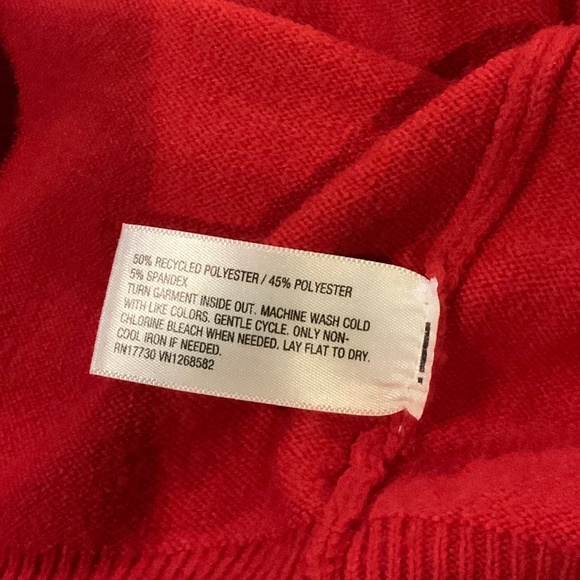 50% RECYCLED POLYESTER / 45% POLYESTER
5% SPANDEX
TURN GARMENT INSIDE OUT. MACHINE WASH COLD
WITH LIKE COLORS. GENTLE CYCLE. ONLY NON-
CHLORINE BLEACH WHEN NEEDED. LAY FLAT TO DRY.
COOL IRON IF NEEDED.
RN17730 VN1268582